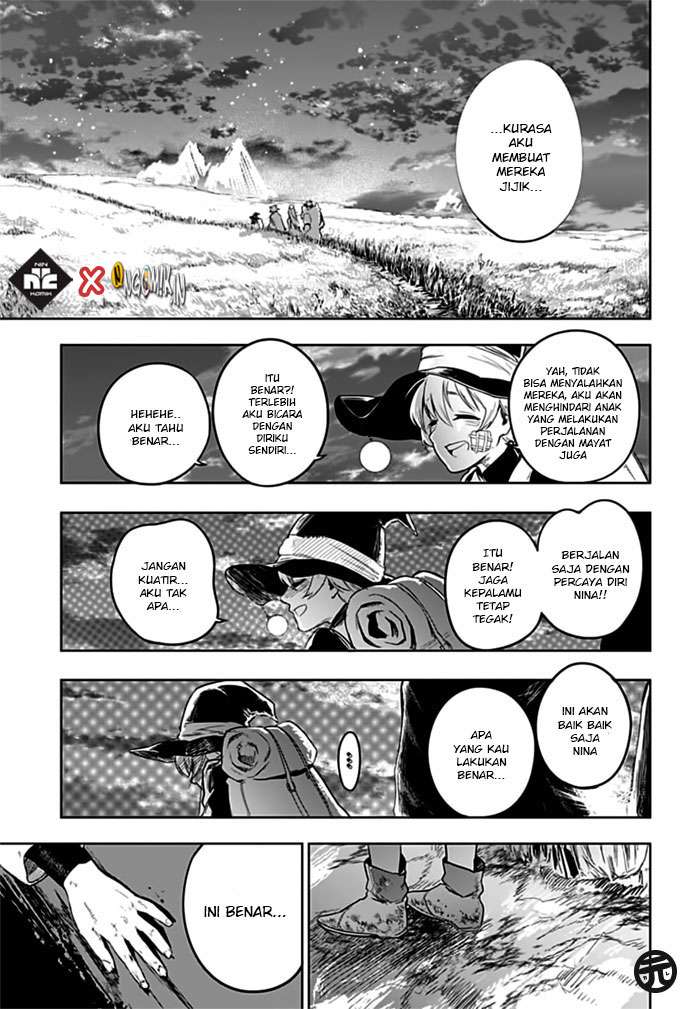 ...KURASA
AKU
MEMBUAT
MEREKA
JIJIK...
NIN
NC
KOMIK
YAH, TIDAK
BISA MENYALAHKAN
MEREKA, AKU AKAN
MENGHINDARI ANAK
YANG MELAKUKAN
PERJALANAN
DENGAN MAYAT
JUGA
ITU
BENAR?!
TERLEBIH
AKU BICARA
DENGAN
DIRIKU
SENDIRI...
HEHEHE..
AKU TAHU
BENAR...
BERJALAN
SAJA DENGAN
PERCAYA DIRI
NINA!!
ITU
BENAR!
JAGA
KEPALAMU
TETAP
TEGAK!
JANGAN
KUATIR...
AKU TAK
APA...
INI AKAN
BAIK BAIK
SAJA
NINA
APA
YANG KAU
LAKUKAN
BENAR...
...
INI BENAR...